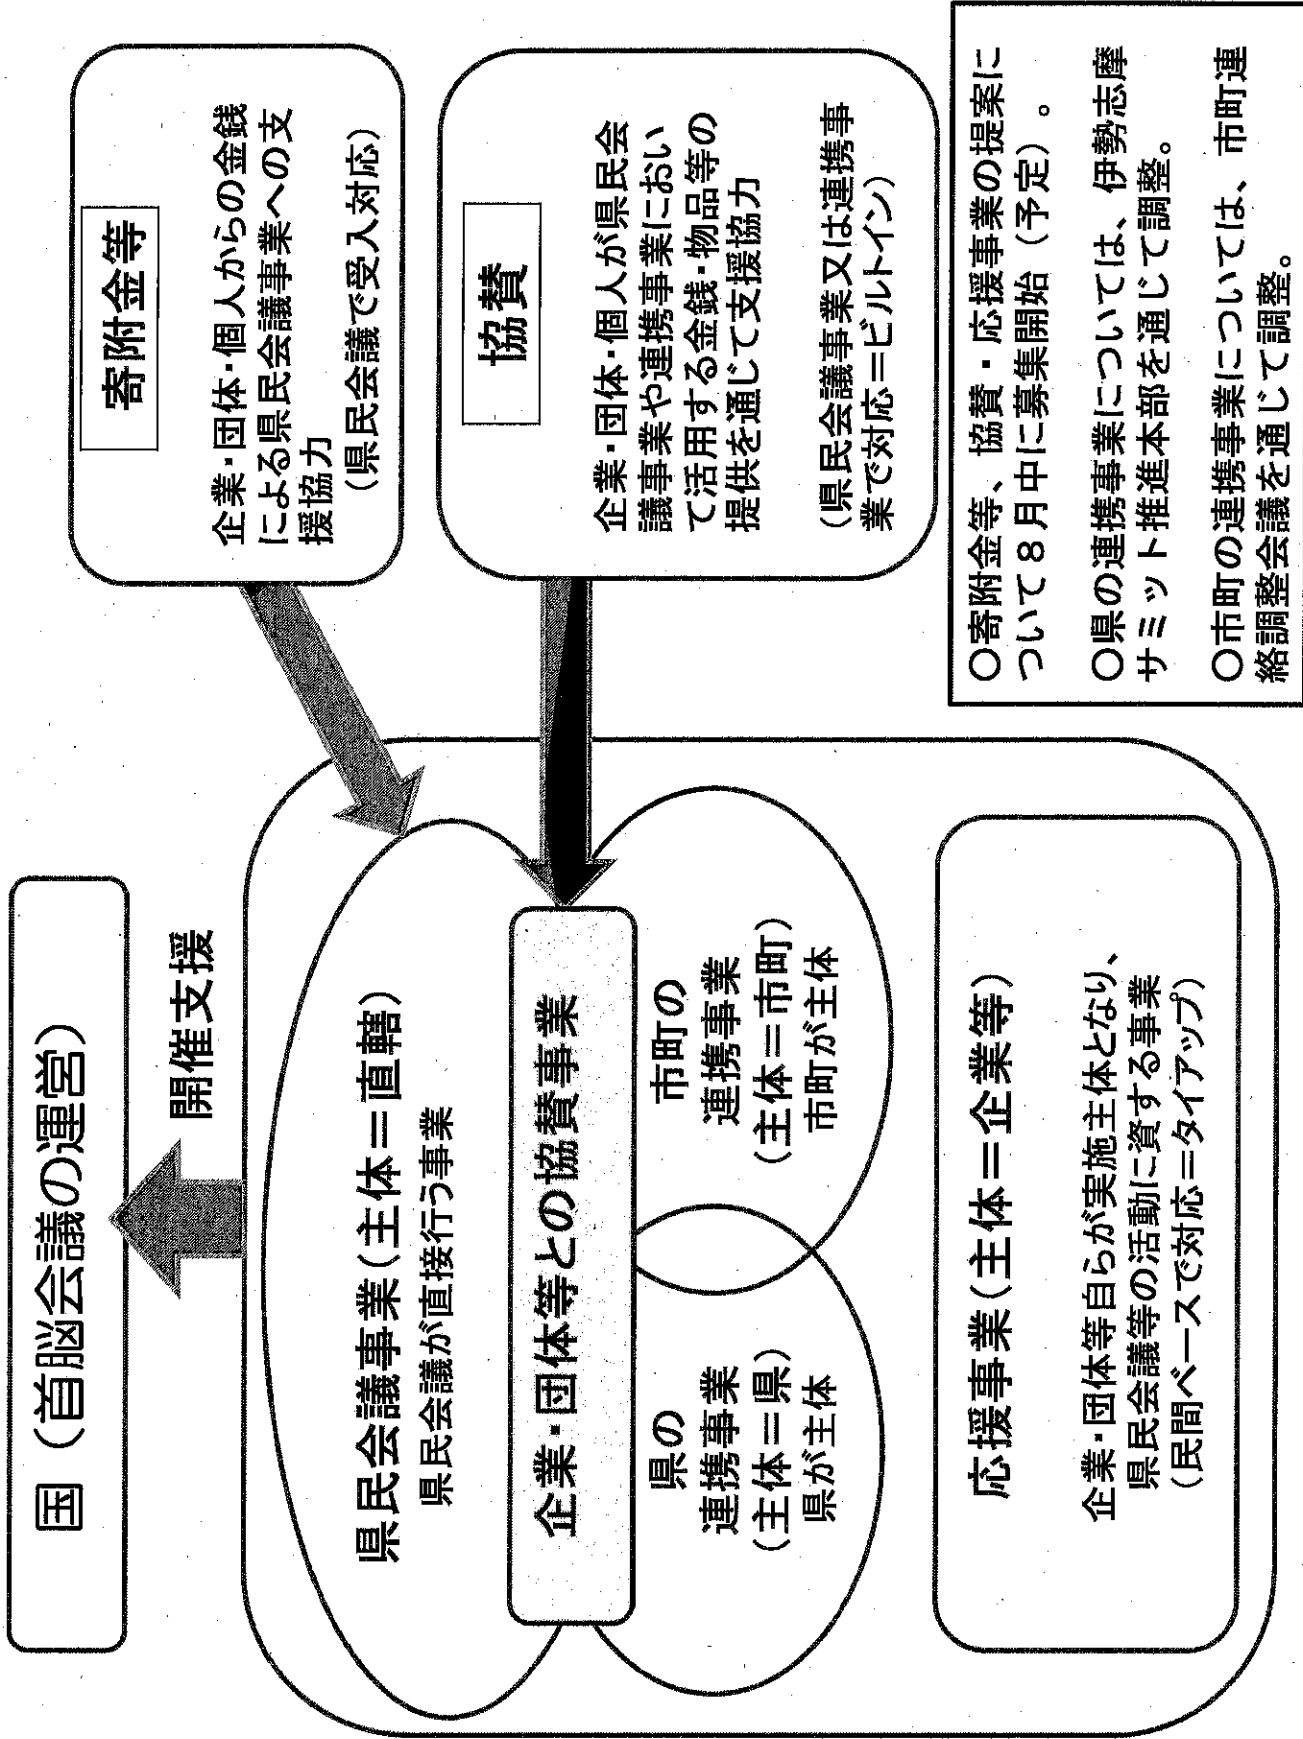 国（首脳会議の運営）
開催支援
県民会議事業(主体＝直轄)
県民会議が直接行う事業
企業・団体等との協賛事業
県の
連携事業
(主体＝県)
県が主体
市町の
連携事業
(主体＝市町)
市町が主体
応援事業(主体＝企業等)
企業・団体等自らが実施主体となり、
県民会議等の活動に資する事業
(民間ベースで対応＝タイアップ)
寄附金等
企業・団体・個人からの金銭
による県民会議事業への支
援協力
(県民会議で受入対応)
協賛
企業・団体・個人が県民会
議事業や連携事業におい
て活用する金銭・物品等の
提供を通じて支援協力
(県民会議事業又は連携事
業で対応＝ビルトイン)
○寄附金等、協賛・応援事業の提案に
ついて８月中に募集開始（予定）。
○県の連携事業については、伊勢志摩
サミット推進本部を通じて調整。
○市町の連携事業については、市町連
絡調整会議を通じて調整。